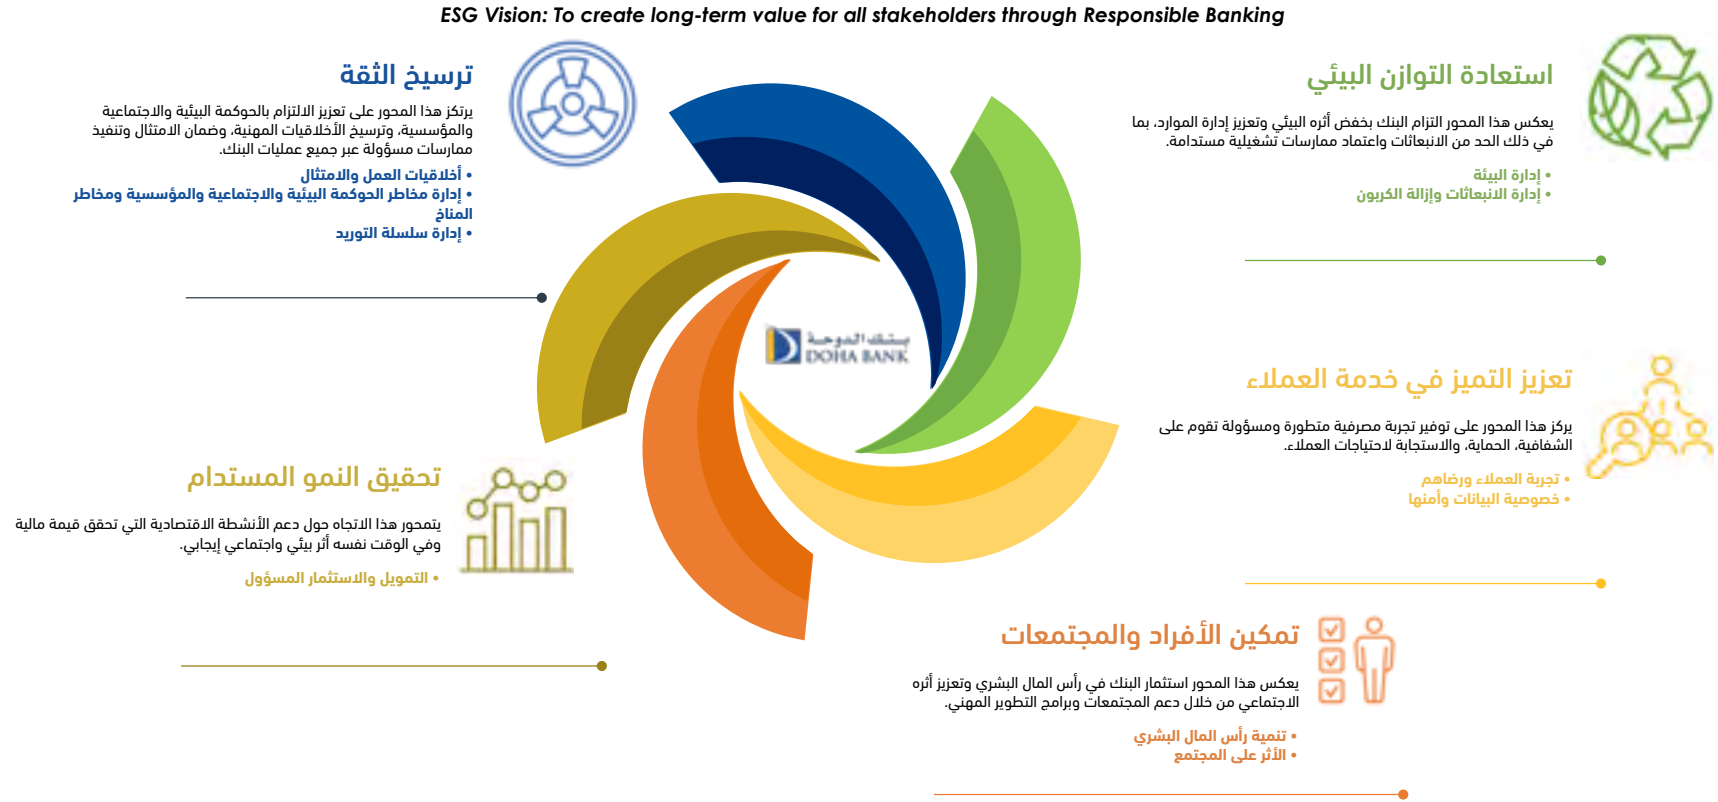 ESG Vision: To create long-term value for all stakeholders through Responsible Banking
استعادة التوازن البيئي
يعكس هذا المحور التزام البنك بخفض أثره البيئي وتعزيز إدارة الموارد، بما
في ذلك الحد من الانبعاثات واعتماد ممارسات تشغيلية مستدامة.
• إدارة البيئة
• إدارة الانبعاثات وإزالة الكربون
ترسيخ الثقة
يرتكز هذا المحور على تعزيز الالتزام بالحوكمة البيئية والاجتماعية
والمؤسسية، وترسيخ الأخلاقيات المهنية، وضمان الامتثال وتنفيذ
ممارسات مسؤولة عبر جميع عمليات البنك.
• أخلاقيات العمل والامتثال
• إدارة مخاطر الحوكمة البيئية والاجتماعية والمؤسسية ومخاطر
المناخ
• إدارة سلسلة التوريد
بنك الدوحة
DOHA BANK
تعزيز التميز في خدمة العملاء
يركز هذا المحور على توفير تجربة مصرفية متطورة ومسؤولة تقوم على
الشفافية، الحماية، والاستجابة لاحتياجات العملاء.
• تجربة العملاء ورضاهم
• خصوصية البيانات وأمنها
تحقيق النمو المستدام
يتمحور هذا الاتجاه حول دعم الأنشطة الاقتصادية التي تحقق قيمة مالية
وفي الوقت نفسه أثر بيئي واجتماعي إيجابي.
• التمويل والاستثمار المسؤول
تمكين الأفراد والمجتمعات
يعكس هذا المحور استثمار البنك في رأس المال البشري وتعزيز أثره
الاجتماعي من خلال دعم المجتمعات وبرامج التطوير المهني.
• تنمية رأس المال البشري
• الأثر على المجتمع